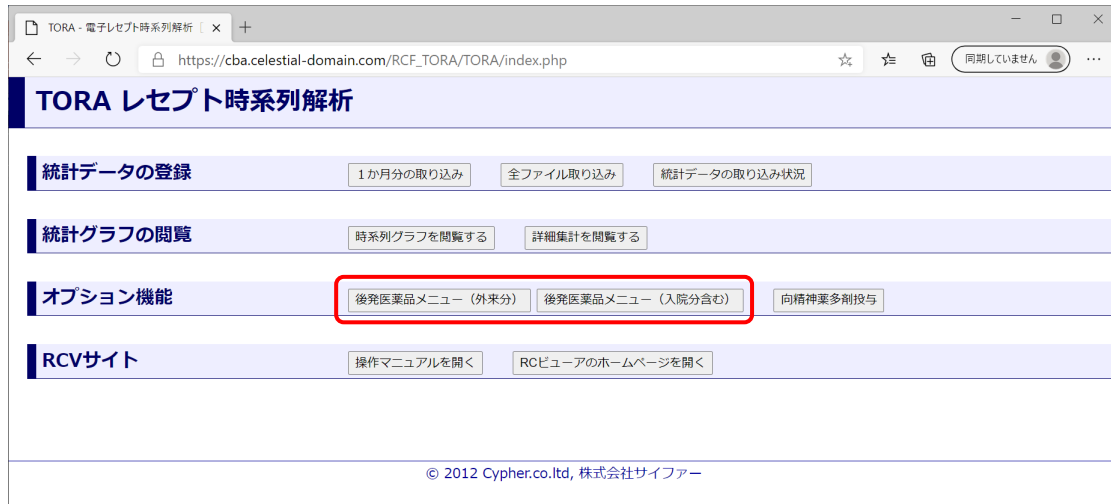 TORA - 電子レセプト時系列解析 [
https://cba.celestial-domain.com/RCF_TORA/TORA/index.php
同期していません
TORA レセプト時系列解析
統計データの登録 1か月分の取り込み 全ファイル取り込み 統計データの取り込み状況
統計グラフの閲覧 時系列グラフを閲覧する 詳細集計を閲覧する
オプション機能 後発医薬品メニュー（外来分） 後発医薬品メニュー（入院分含む） 向精神薬多剤投与
RCVサイト 操作マニュアルを開く RCビューアのホームページを開く
© 2012 Cypher.co.ltd, 株式会社サイファー